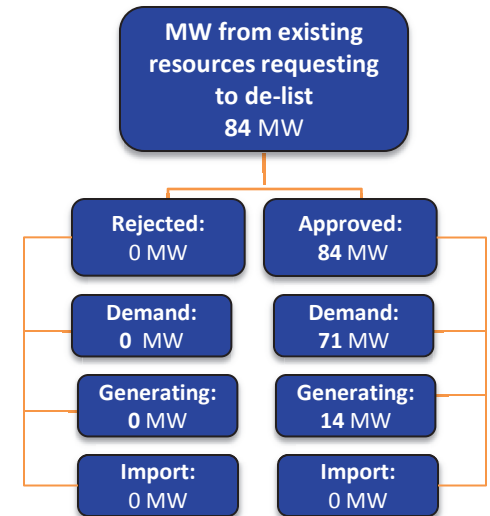 MW from existing
resources requesting
to de-list
84 MW
Rejected:
0 MW
Approved:
84 MW
Demand:
0 MW
Demand:
71 MW
Generating:
0 MW
Generating:
14 MW
Import:
0 MW
Import:
0 MW